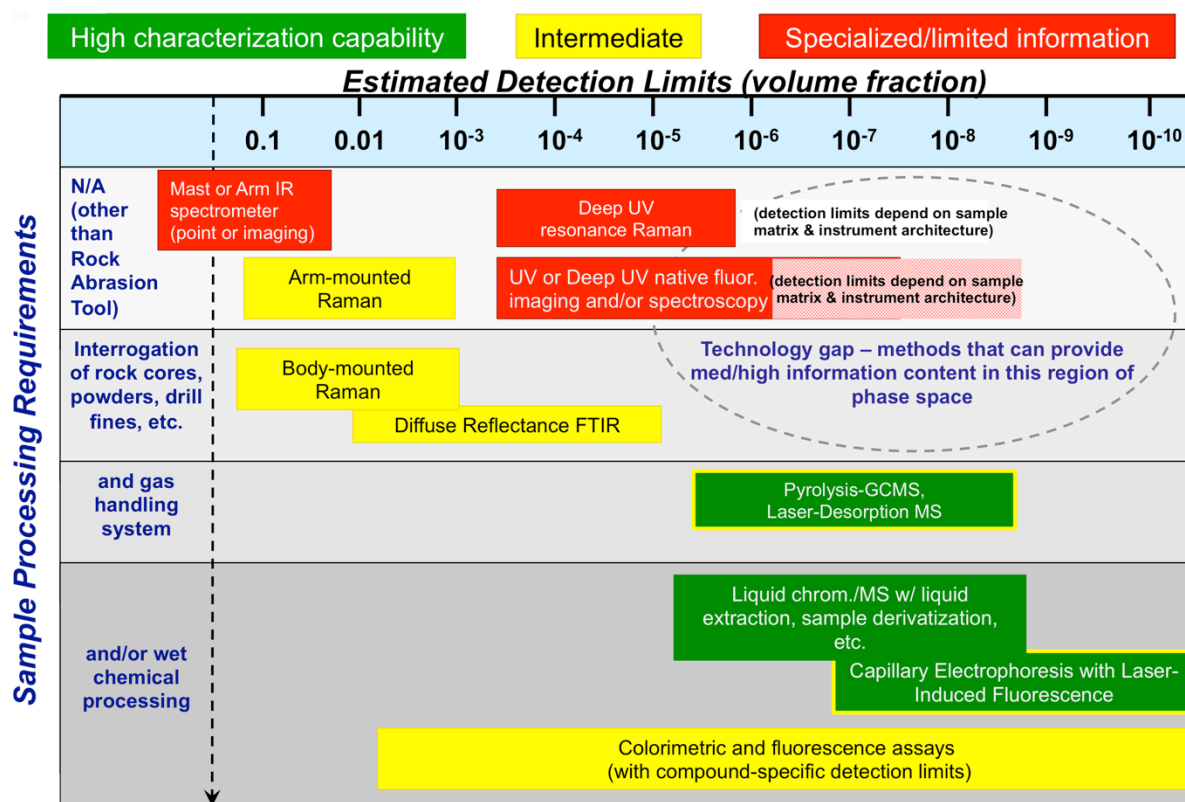 High characterization capability
Intermediate
Specialized/limited information
Estimated Detection Limits (volume fraction)
0.1
0.01
10-3
10-4
10-5
10-6
10-7
10-8
10-9
10-10
Sample Processing Requirements
N/A
(other
than
Rock
Abrasion
Tool)
Mast or Arm IR
spectrometer
(point or imaging)
Deep UV
resonance Raman
(detection limits depend on sample
matrix & instrument architecture)
Arm-mounted
Raman
UV or Deep UV native fluor.
imaging and/or spectroscopy
(detection limits depend on sample
matrix & instrument architecture)
Interrogation
of rock cores,
powders, drill
fines, etc.
Body-mounted
Raman
Diffuse Reflectance FTIR
Technology gap – methods that can provide
med/high information content in this region of
phase space
and gas
handling
system
Pyrolysis-GCMS,
Laser-Desorption MS
and/or wet
chemical
processing
Liquid chrom./MS w/ liquid
extraction, sample derivatization,
etc.
Capillary Electrophoresis with Laser-
Induced Fluorescence
Colorimetric and fluorescence assays
(with compound-specific detection limits)